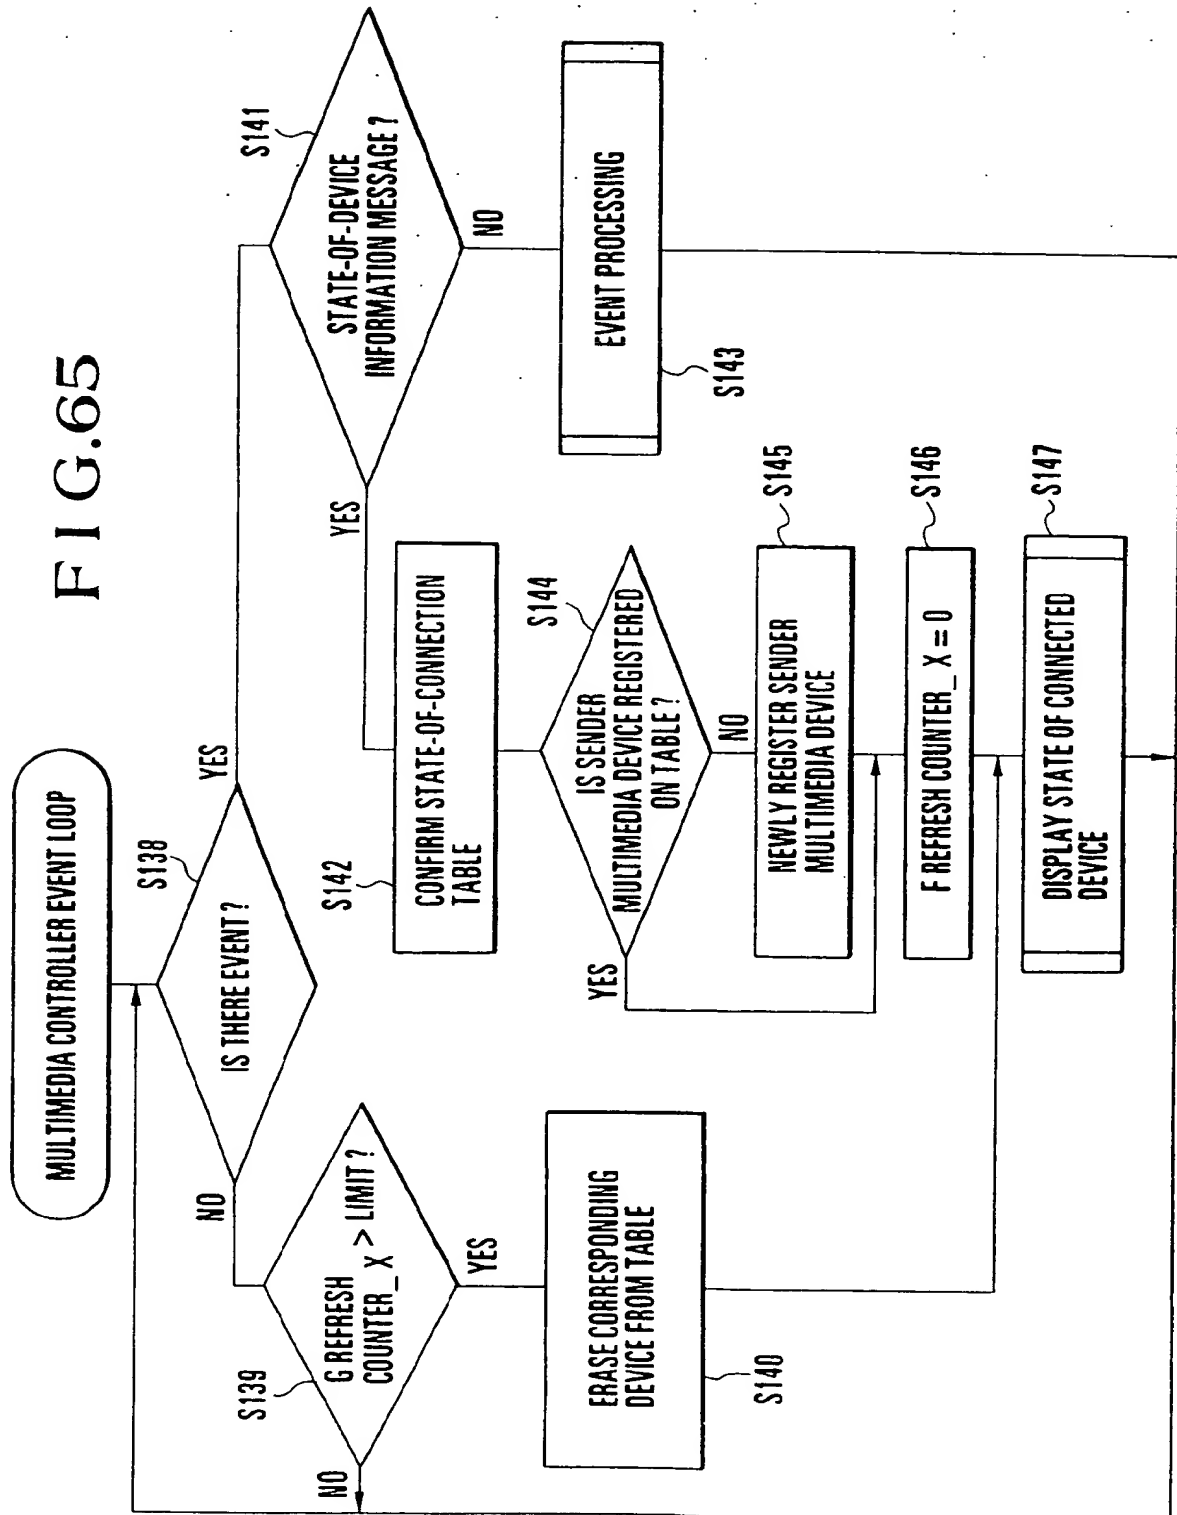 FIG.65
MULTIMEDIA CONTROLLER EVENT LOOP
S138
IS THERE EVENT?
NO
YES
S139
G REFRESH
COUNTER_X > LIMIT?
NO
YES
ERASE CORRESPONDING
DEVICE FROM TABLE
S140
S141
STATE-OF-DEVICE
INFORMATION MESSAGE?
YES
NO
S142
CONFIRM STATE-OF-CONNECTION
TABLE
EVENT PROCESSING
S143
S144
IS SENDER
MULTIMEDIA DEVICE REGISTERED
ON TABLE?
YES
NO
S145
NEWLY REGISTER SENDER
MULTIMEDIA DEVICE
S146
F REFRESH COUNTER_X = 0
S147
DISPLAY STATE OF CONNECTED
DEVICE